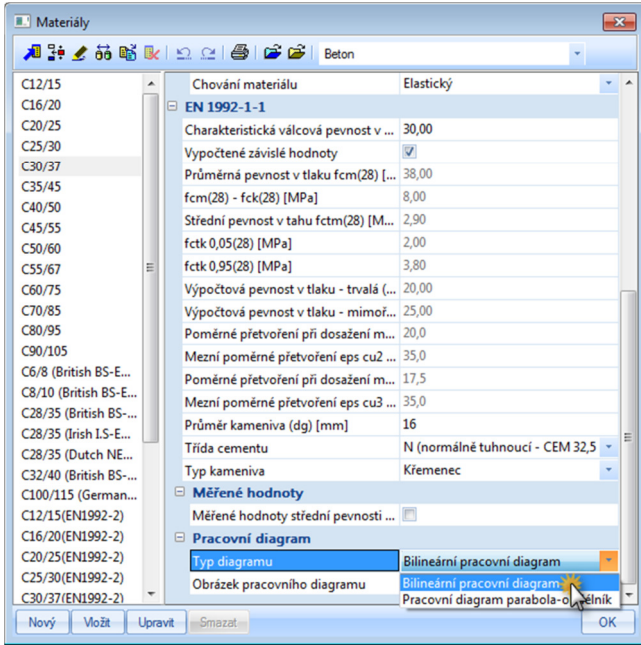 Materiály
Beton
C12/15
C16/20
C20/25
C25/30
C30/37
C35/45
C40/50
C45/55
C50/60
C55/67
C60/75
C70/85
C80/95
C90/105
C6/8 (British BS-E...
C8/10 (British BS-E...
C28/35 (British BS-...
C28/35 (Irish I.S-E...
C28/35 (Dutch NE...
C32/40 (British BS-...
C100/115 (German...
C12/15(EN1992-2)
C16/20(EN1992-2)
C20/25(EN1992-2)
C25/30(EN1992-2)
C30/37(EN1992-2)
Chování materiálu Elastický
EN 1992-1-1
Charakteristická válcová pevnost v ... 30,00
Vypočtené závislé hodnoty
Průměrná pevnost v tlaku fcm(28) [... 38,00
fcm(28) - fck(28) [MPa] 8,00
Střední pevnost v tahu fctm(28) [M... 2,90
fctk 0,05(28) [MPa] 2,00
fctk 0,95(28) [MPa] 3,80
Výpočtová pevnost v tlaku - trvalá (... 20,00
Výpočtová pevnost v tlaku - mimoř... 25,00
Poměrné přetvoření při dosažení m... 20,0
Mezní poměrné přetvoření eps cu2 ... 35,0
Poměrné přetvoření při dosažení m... 17,5
Mezní poměrné přetvoření eps cu3 ... 35,0
Průměr kameniva (dg) [mm] 16
Třída cementu N (normálně tuhnoucí - CEM 32,5
Typ kameniva Křemenec
Měřené hodnoty
Měřené hodnoty střední pevnosti ...
Pracovní diagram
Typ diagramu Bilineární pracovní diagram
Obrázek pracovního diagramu
Bilineární pracovní diagram
Pracovní diagram
Nový Vložit Upravit Smazat OK